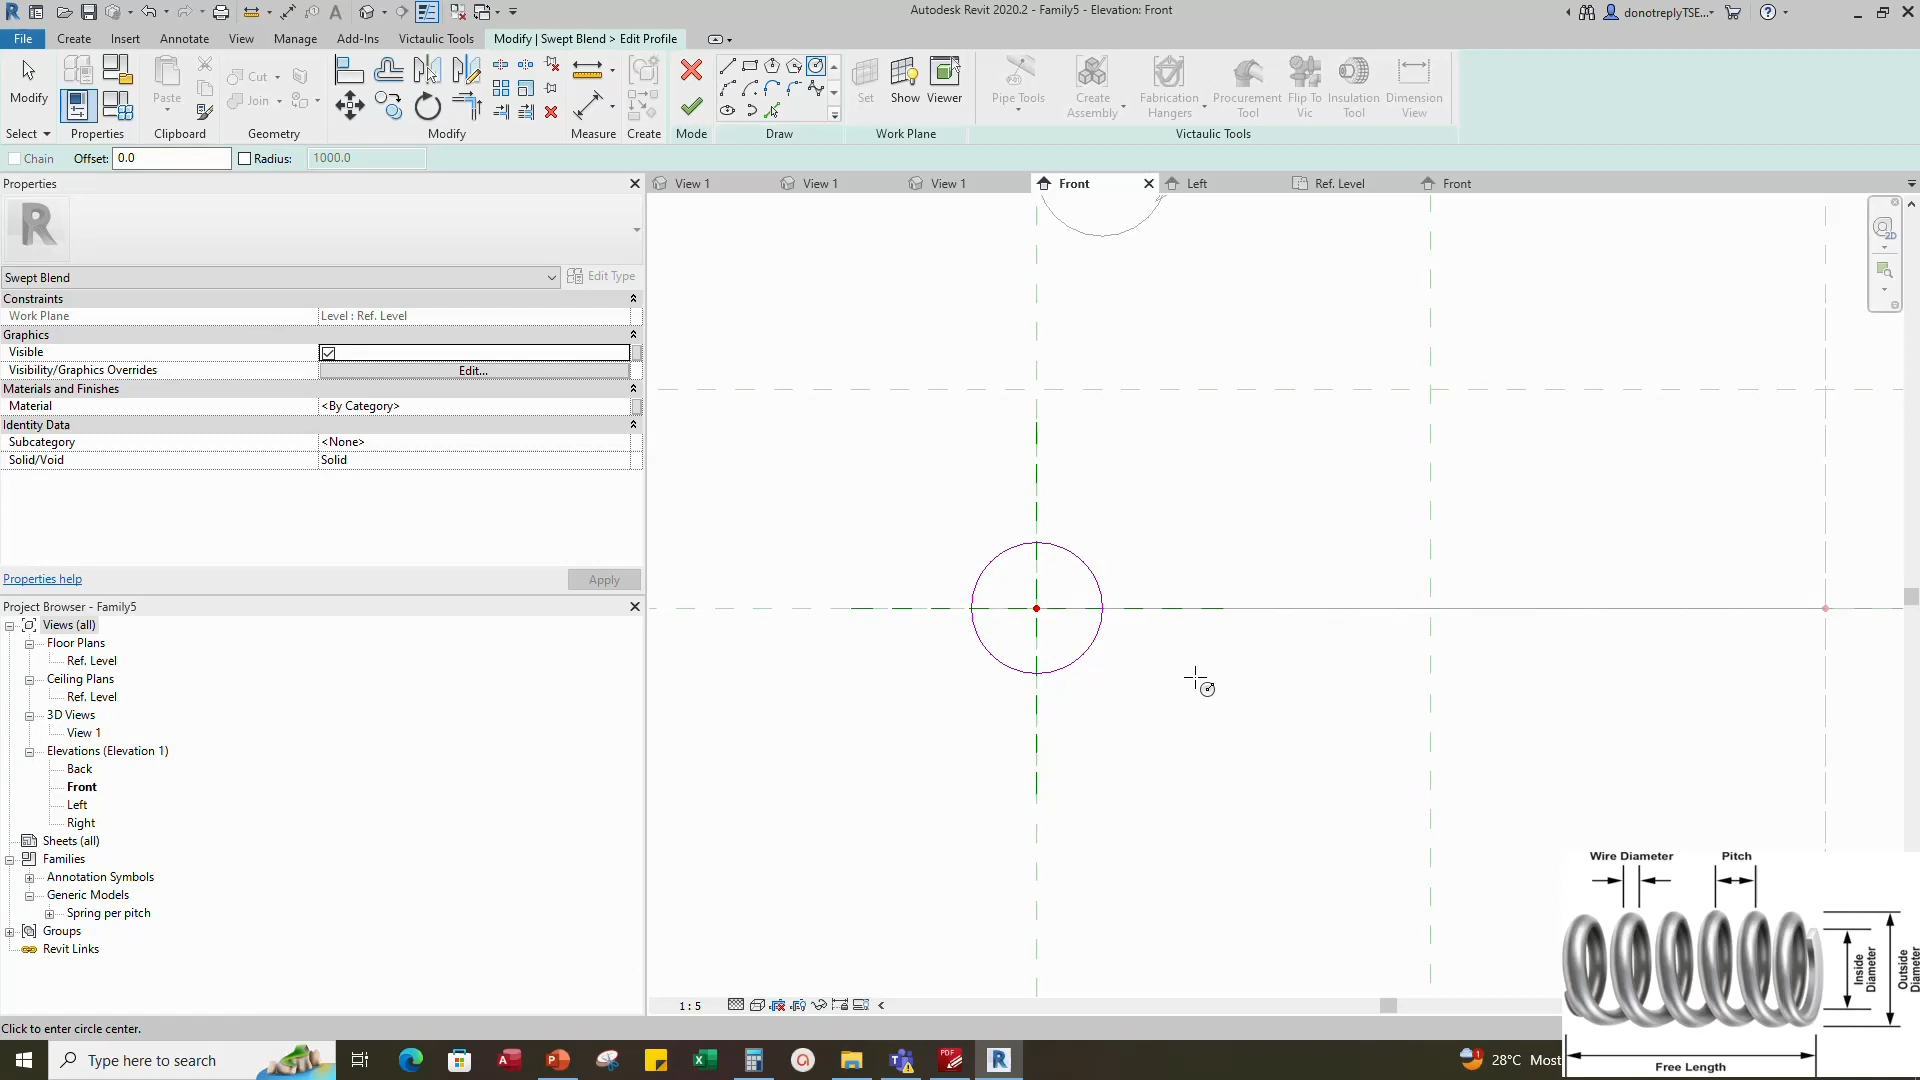 Autodesk Revit 2020.2 - Family5 - Elevation: Front
donotreplyTSE...
File
Create
Insert
Annotate
View
Manage
Add-Ins
Victaulic Tools
Modify | Swept Blend > Edit Profile
Modify
Paste
Cut
Join
Set
Show
Viewer
Pipe Tools
Create
Assembly
Fabrication
Hangers
Procurement
Tool
Flip To
Vic
Insulation
Tool
Dimension
View
Select
Properties
Clipboard
Geometry
Modify
Measure
Create
Mode
Draw
Work Plane
Victaulic Tools
Chain
Offset:
0.0
Radius:
1000.0
Properties
View 1
View 1
View 1
Front
Left
Ref. Level
Front
Swept Blend
Edit Type
Constraints
Work Plane
Level : Ref. Level
Graphics
Visible
Visibility/Graphics Overrides
Edit...
Materials and Finishes
Material
<By Category>
Identity Data
Subcategory
<None>
Solid/Void
Solid
Properties help
Apply
Project Browser - Family5
Views (all)
Floor Plans
Ref. Level
Ceiling Plans
Ref. Level
3D Views
View 1
Elevations (Elevation 1)
Back
Front
Left
Right
Sheets (all)
Families
Annotation Symbols
Generic Models
Spring per pitch
Groups
Revit Links
2D
1 : 5
Click to enter circle center.
Wire Diameter
Pitch
Inside
Diameter
Outside
Diameter
Free Length
Type here to search
28°C Most